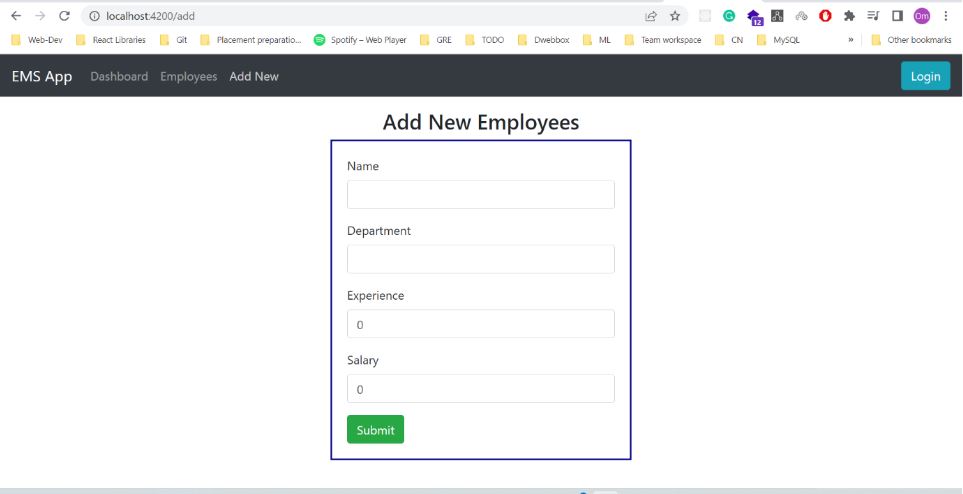 localhost:4200/add
12
Om
Web-Dev React Libraries Git Placement preparatio... Spotify – Web Player GRE TODO Dwebbox ML Team workspace CN MySQL » Other bookmarks
EMS App Dashboard Employees Add New Login
Add New Employees
Name
Department
Experience
0
Salary
0
Submit